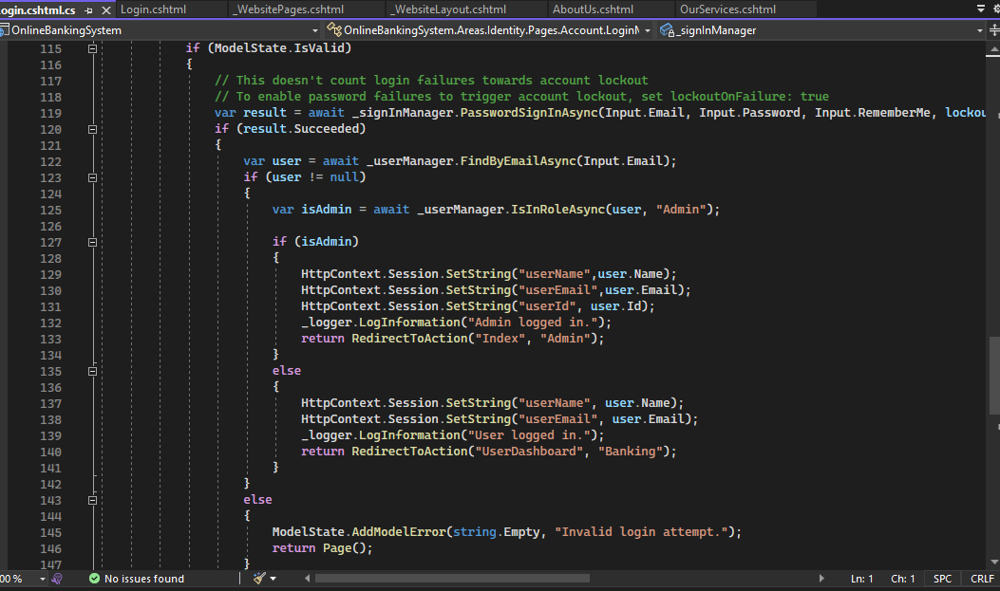 ogin.cshtml.cs Login.cshtml _WebsitePages.cshtml _WebsiteLayout.cshtml AboutUs.cshtml OurServices.cshtml
OnlineBankingSystem OnlineBankingSystem.Areas.Identity.Pages.Account.LoginM _signInManager
115 if (ModelState.IsValid)
116 {
117 // This doesn't count login failures towards account lockout
118 // To enable password failures to trigger account lockout, set lockoutOnFailure: true
119 var result = await _signInManager.PasswordSignInAsync(Input.Email, Input.Password, Input.RememberMe, lockou
120 if (result.Succeeded)
121 {
122 var user = await _userManager.FindByEmailAsync(Input.Email);
123 if (user != null)
124 {
125 var isAdmin = await _userManager.IsInRoleAsync(user, "Admin");
126
127 if (isAdmin)
128 {
129 HttpContext.Session.SetString("userName",user.Name);
130 HttpContext.Session.SetString("userEmail",user.Email);
131 HttpContext.Session.SetString("userId", user.Id);
132 _logger.LogInformation("Admin logged in.");
133 return RedirectToAction("Index", "Admin");
134 }
135 else
136 {
137 HttpContext.Session.SetString("userName", user.Name);
138 HttpContext.Session.SetString("userEmail", user.Email);
139 _logger.LogInformation("User logged in.");
140 return RedirectToAction("UserDashboard", "Banking");
141 }
142 }
143 else
144 {
145 ModelState.AddModelError(string.Empty, "Invalid login attempt.");
146 return Page();
147 }
00 % No issues found Ln: 1 Ch: 1 SPC CRLF